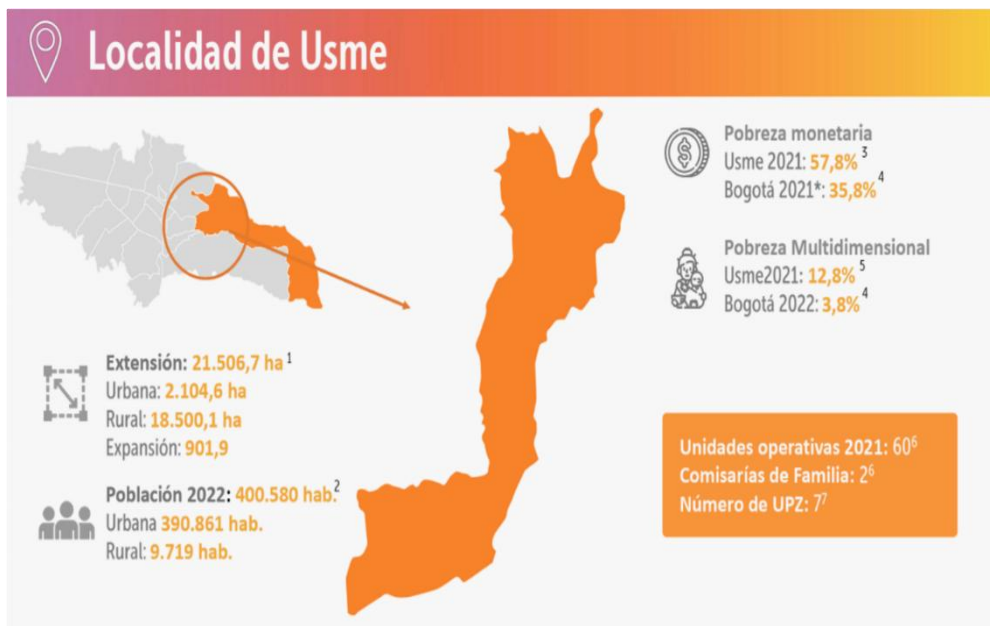 Localidad de Usme
Pobreza monetaria
Usme 2021: 57,8% 3
Bogotá 2021*: 35,8% 4
Pobreza Multidimensional
Usme2021: 12,8% 5
Bogotá 2022: 3,8% 4
Extensión: 21.506,7 ha 1
Urbana: 2.104,6 ha
Rural: 18.500,1 ha
Expansión: 901,9
Población 2022: 400.580 hab. 2
Urbana 390.861 hab.
Rural: 9.719 hab.
Unidades operativas 2021: 60 6
Comisarías de Familia: 2 6
Número de UPZ: 7 7